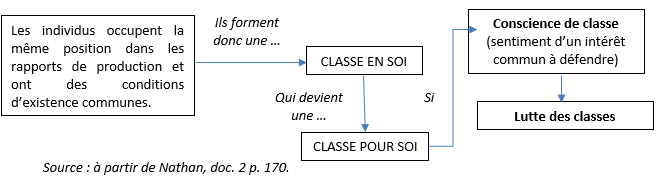 Les individus occupent la
même position dans les
rapports de production et
ont des conditions
d’existence communes.
Ils forment
donc une …
CLASSE EN SOI
Qui devient
une …
CLASSE POUR SOI
Si
Conscience de classe
(sentiment d’un intérêt
commun à défendre)
Lutte des classes
Source : à partir de Nathan, doc. 2 p. 170.